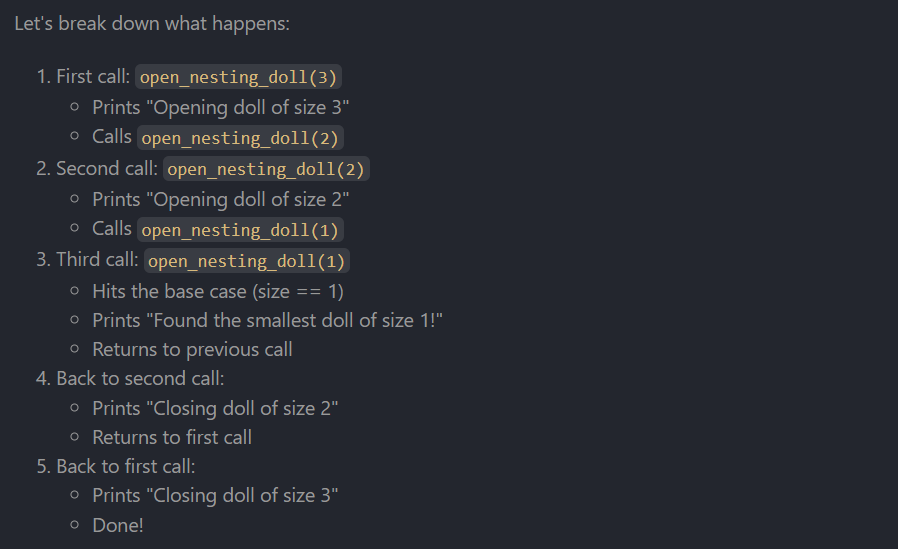 Let's break down what happens:
1. First call: open_nesting_doll(3)
○ Prints "Opening doll of size 3"
○ Calls open_nesting_doll(2)
2. Second call: open_nesting_doll(2)
○ Prints "Opening doll of size 2"
○ Calls open_nesting_doll(1)
3. Third call: open_nesting_doll(1)
○ Hits the base case (size == 1)
○ Prints "Found the smallest doll of size 1!"
○ Returns to previous call
4. Back to second call:
○ Prints "Closing doll of size 2"
○ Returns to first call
5. Back to first call:
○ Prints "Closing doll of size 3"
○ Done!